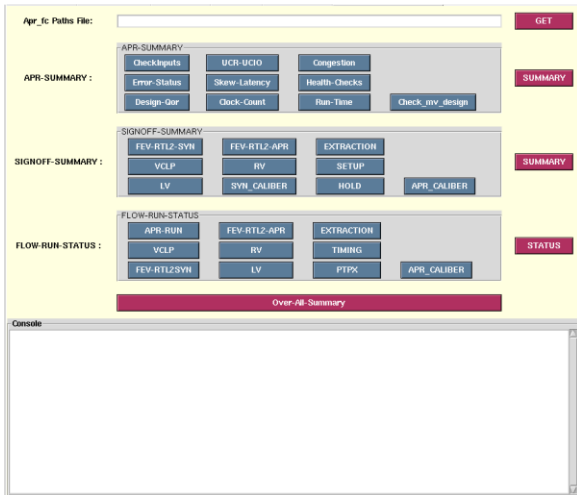 Apr_fc Paths File: GET
APR-SUMMARY
CheckInputs UCR-UCIO Congestion
Error-Status Skew-Latency Health-Checks
APR-SUMMARY : SUMMARY
Design-Qor Clock-Count Run-Time Check_mv_design
SIGNOFF-SUMMARY
FEV-RTL2-SYN FEV-RTL2-APR EXTRACTION
SIGNOFF-SUMMARY : VCLP RV SETUP SUMMARY
LV SYN_CALIBER HOLD APR_CALIBER
FLOW-RUN-STATUS
APR-RUN FEV-RTL2-APR EXTRACTION
FLOW-RUN-STATUS : VCLP RV TIMING STATUS
FEV-RTL2SYN LV PTPX APR_CALIBER
Over-All-Summary
Console